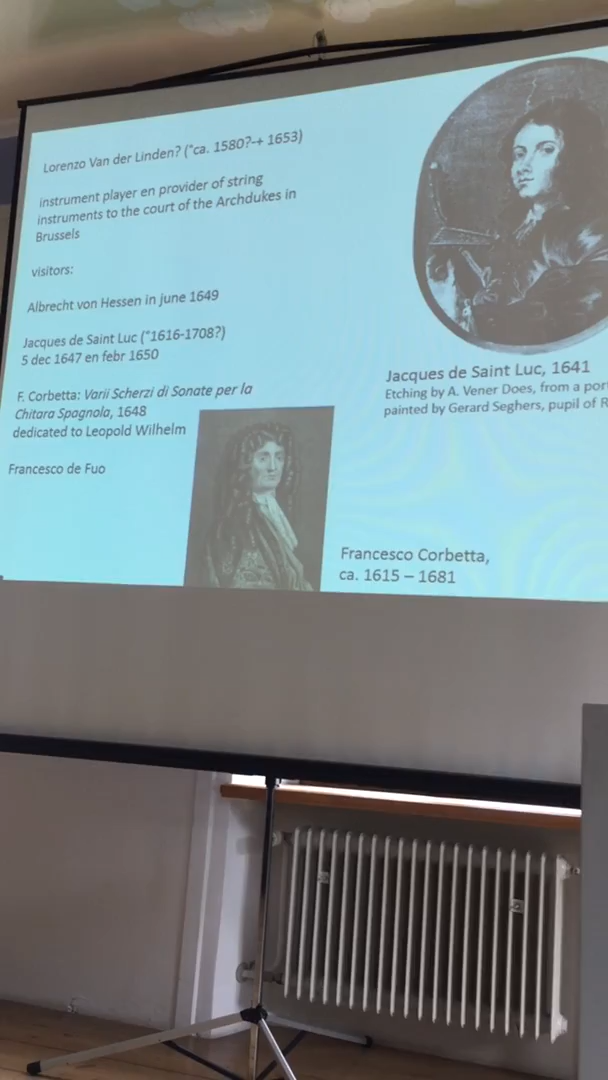 Lorenzo Van der Linden? (*ca. 1580?-+ 1653)
instrument player en provider of string
instruments to the court of the Archdukes in
Brussels
visitors:
Albrecht von Hessen in june 1649
Jacques de Saint Luc (*1616-1708?)
5 dec 1647 en febr 1650
F. Corbetta: Varii Scherzi di Sonate per la
Chitara Spagnola, 1648
dedicated to Leopold Wilhelm
Francesco de Fuo
Jacques de Saint Luc, 1641
Etching by A. Vener Does, from a por
painted by Gerard Seghers, pupil of R
Francesco Corbetta,
ca. 1615 – 1681